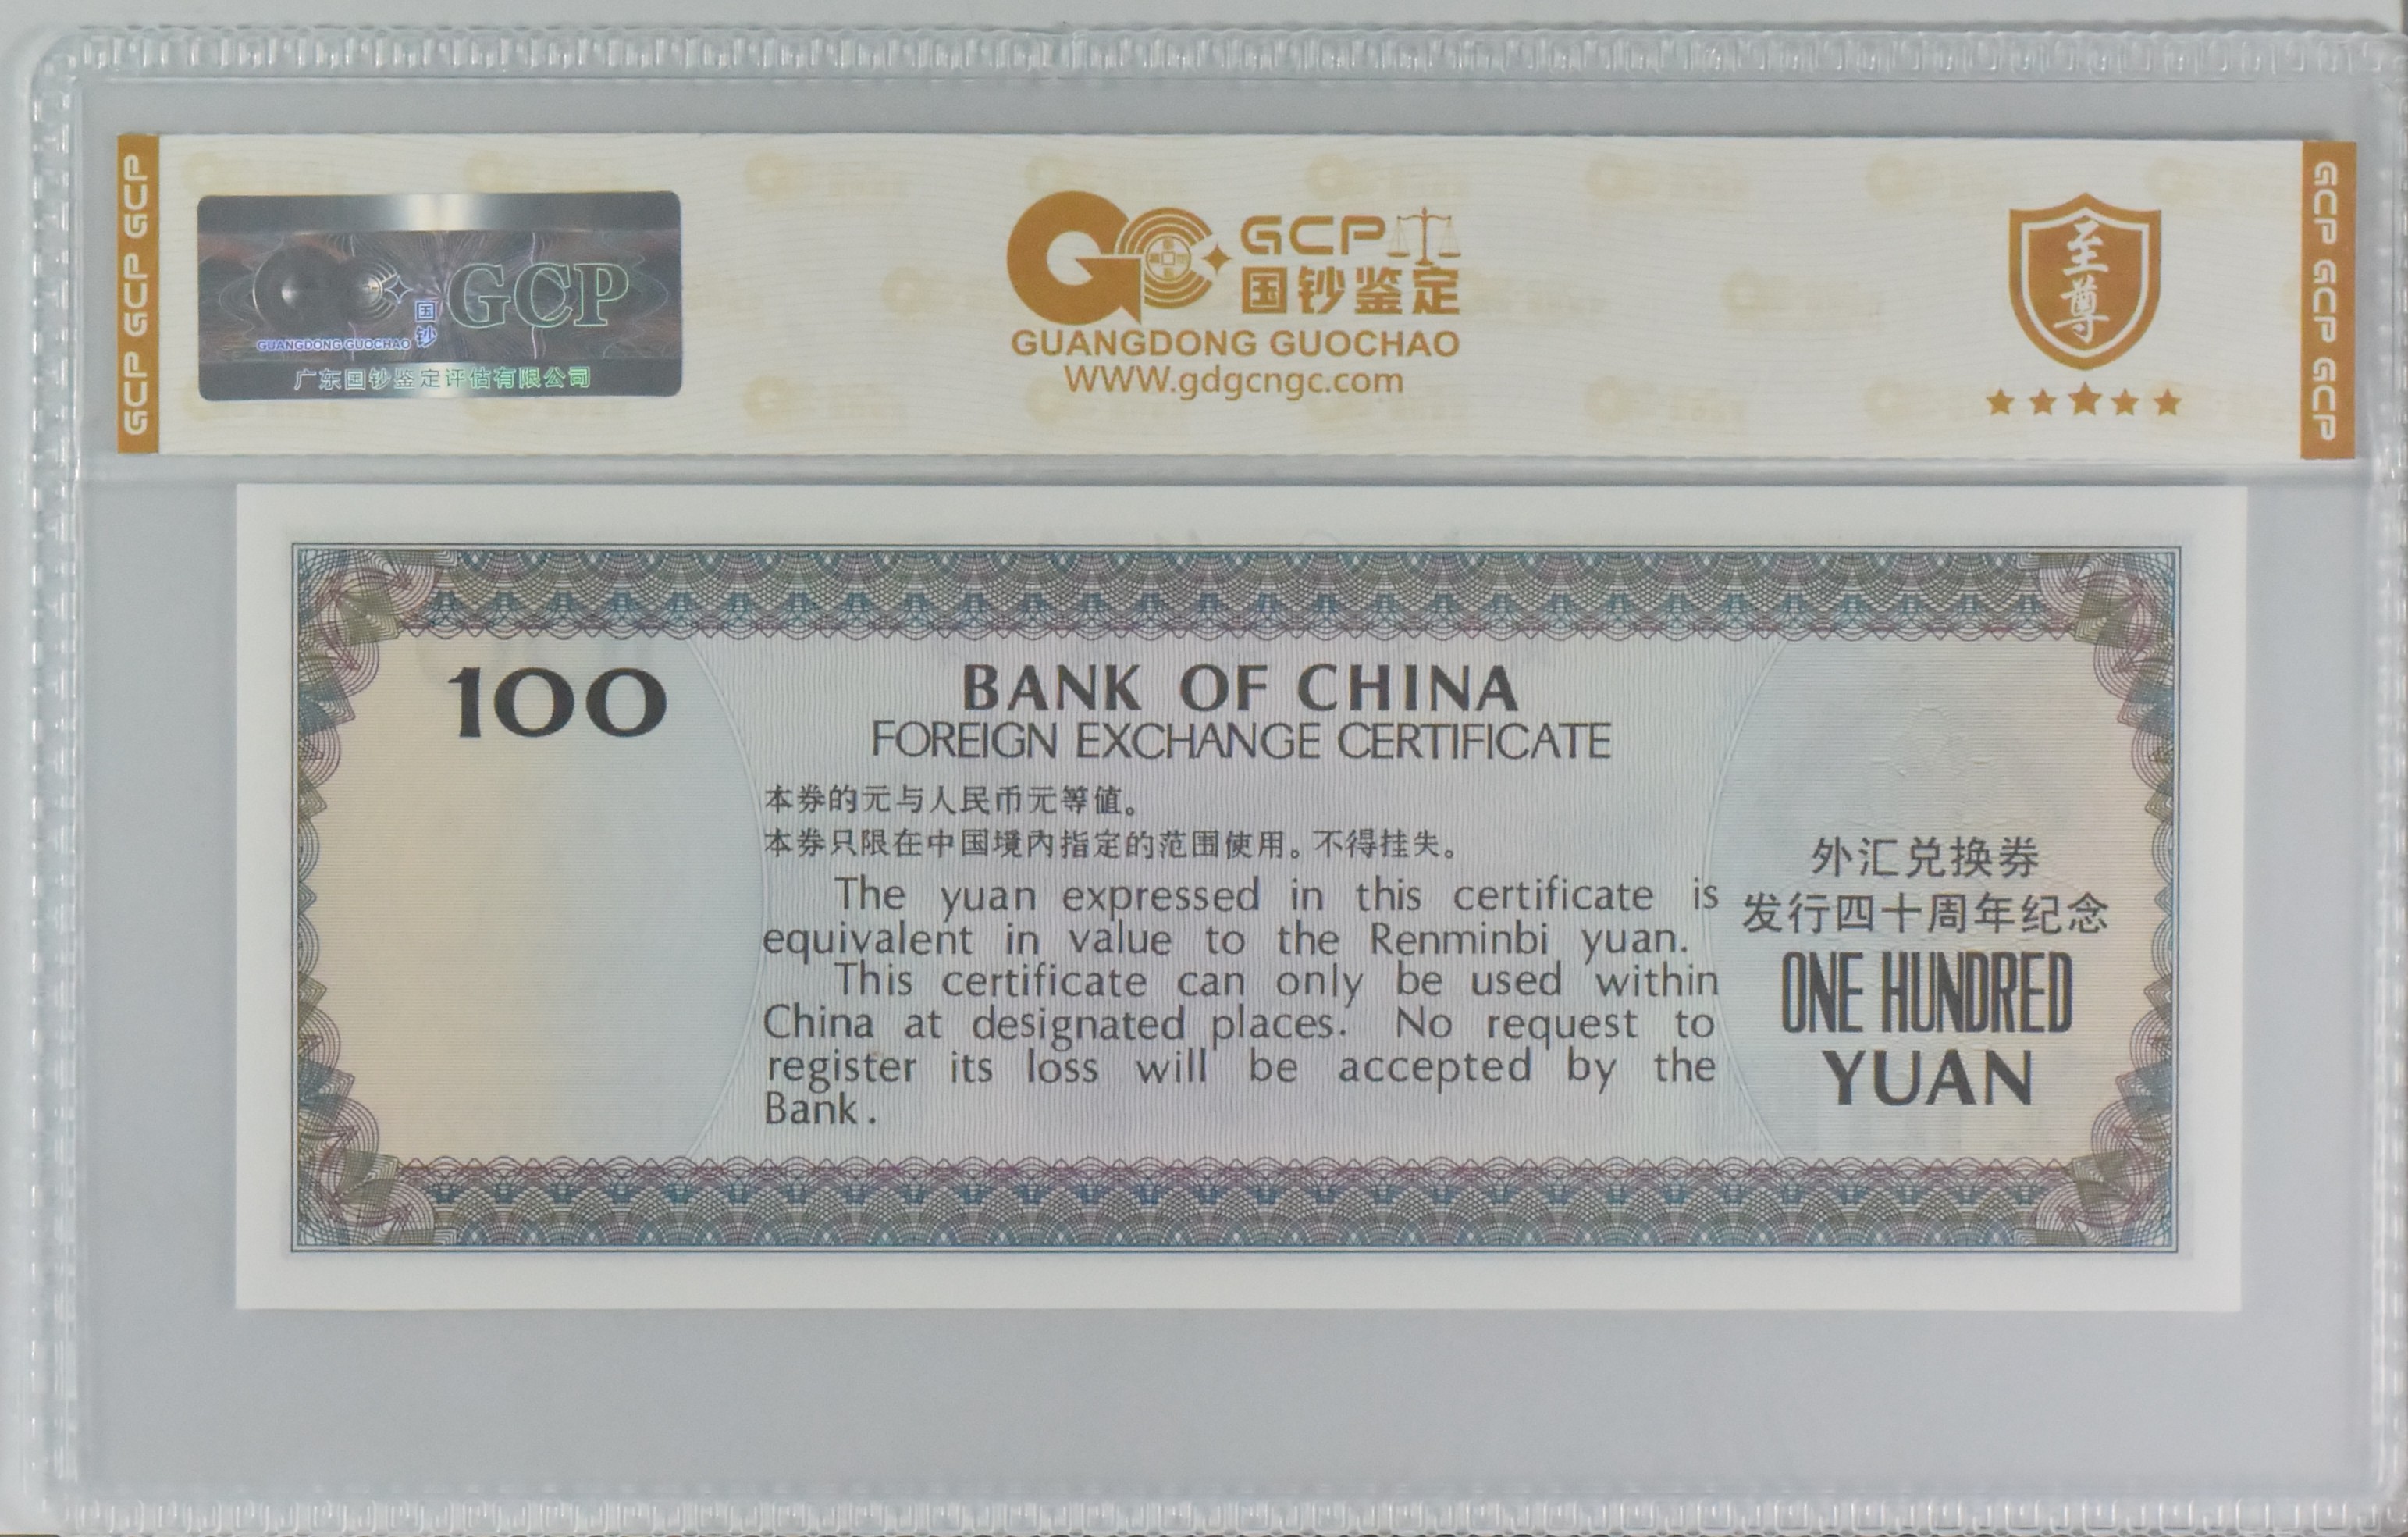 GCP GCP GCP
国钞
GCP
GUANGDONG GUOCHAO
广东国钞鉴定评估有限公司
GCP
国钞鉴定
GUANGDONG GUOCHAO
WWW.gdgcngc.com
至尊
GCP GCP GCP
100
BANK OF CHINA
FOREIGN EXCHANGE CERTIFICATE
本券的元与人民币元等值。
本券只限在中国境内指定的范围使用。不得挂失。
The yuan expressed in this certificate is
equivalent in value to the Renminbi yuan.
This certificate can only be used within
China at designated places. No request to
register its loss will be accepted by the
Bank.
外汇兑换券
发行四十周年纪念
ONE HUNDRED
YUAN